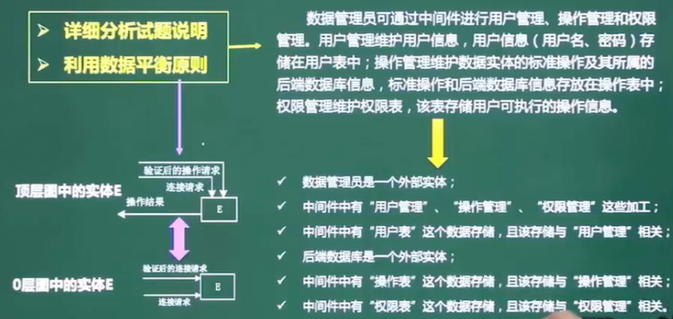 详细分析试题说明
利用数据平衡原则
数据管理员可通过中间件进行用户管理、操作管理和权限
管理。用户管理维护用户信息，用户信息（用户名、密码）存
储在用户表中；操作管理维护数据实体的标准操作及其所属的
后端数据库信息，标准操作和后端数据库信息存放在操作表中；
权限管理维护权限表，该表存储用户可执行的操作信息。
验证后的操作请求
连接请求
顶层图中的实体E
操作结果
E
0层图中的实体E
验证后的连接请求
连接请求
E
✓ 数据管理员是一个外部实体；
✓ 中间件中有“用户管理”、“操作管理”、“权限管理”这些加工；
✓ 中间件中有“用户表”这个数据存储，且该存储与“用户管理”相关；
✓ 后端数据库是一个外部实体；
✓ 中间件中有“操作表”这个数据存储，且该存储与“操作管理”相关；
✓ 中间件中有“权限表”这个数据存储，且该存储与“权限管理”相关。